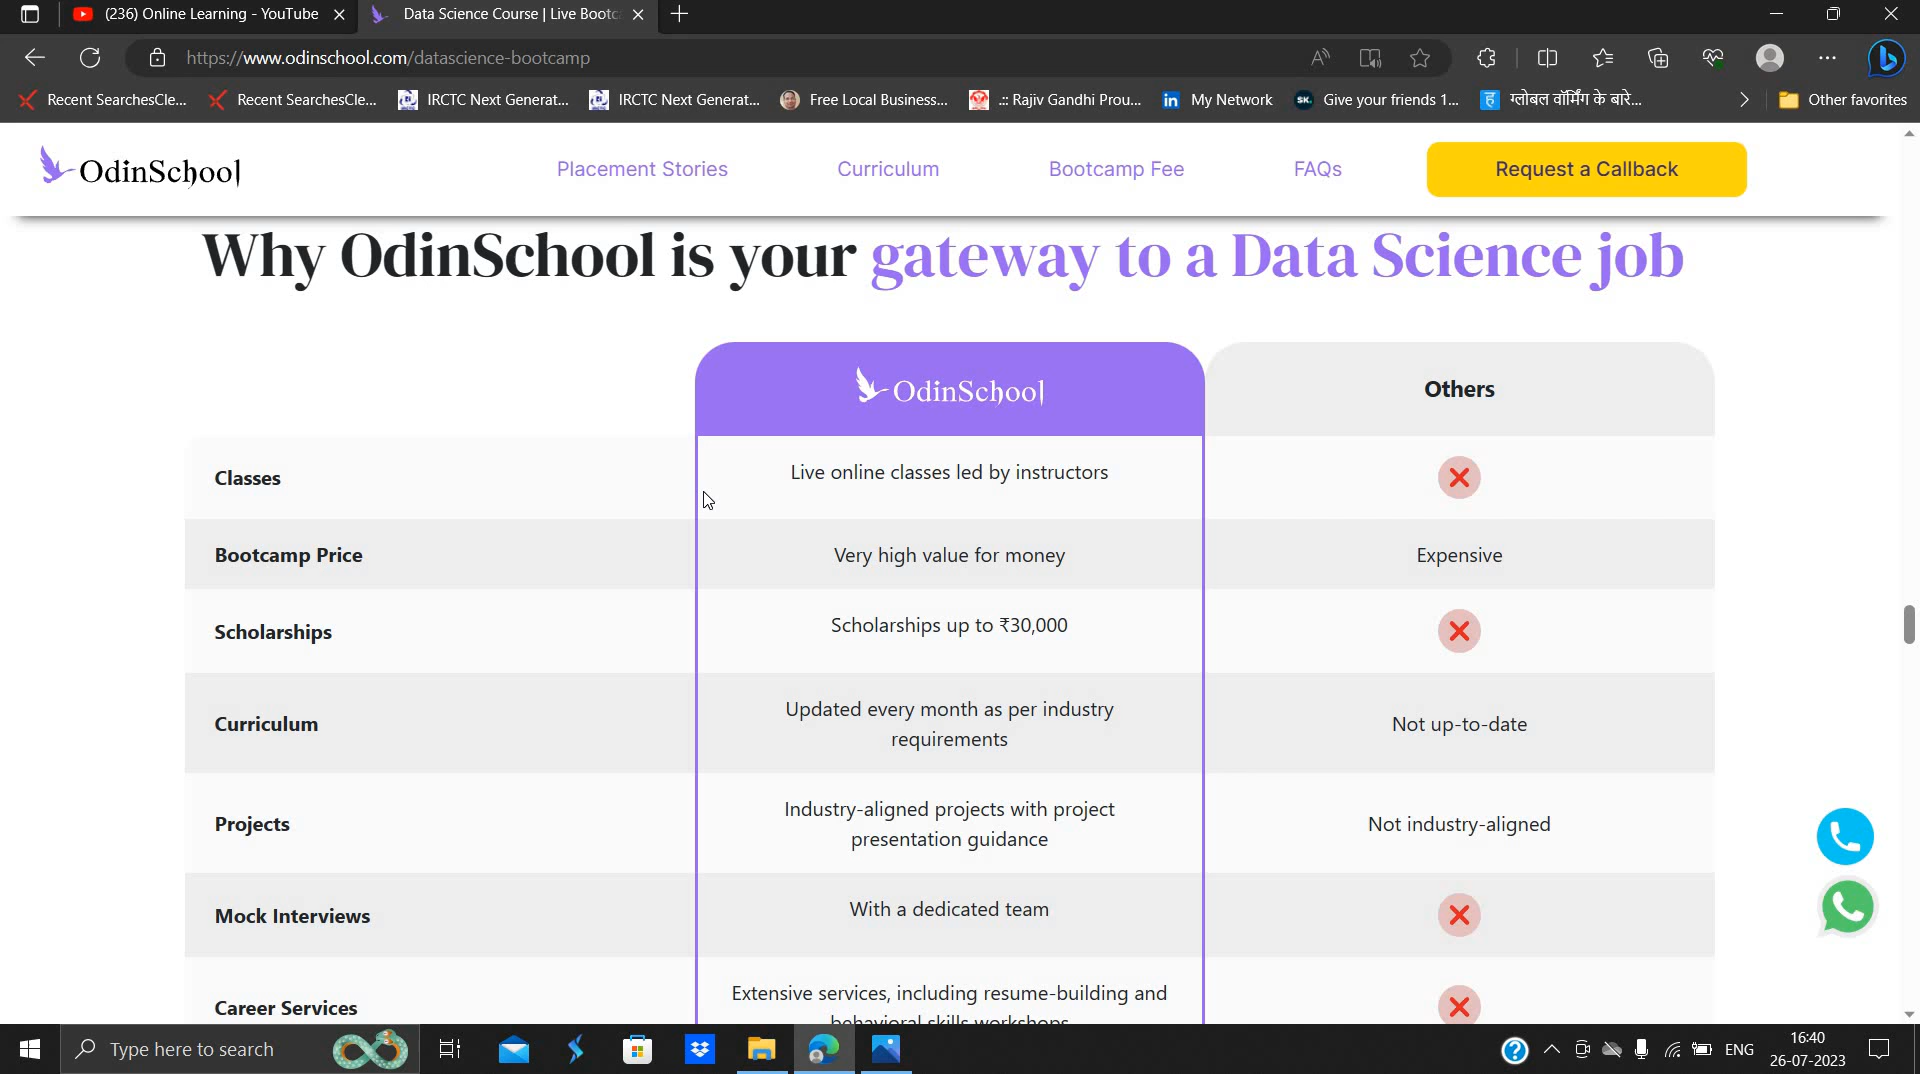 (236) Online Learning - YouTube
Data Science Course | Live Bootc
https://www.odinschool.com/datascience-bootcamp
Recent SearchesCle...
Recent SearchesCle...
IRCTC Next Generat...
IRCTC Next Generat...
Free Local Business...
.:: Rajiv Gandhi Prou...
My Network
Give your friends 1...
ग्लोबल वॉर्मिंग के बारे...
Other favorites
OdinSchool
Placement Stories
Curriculum
Bootcamp Fee
FAQs
Request a Callback
Why OdinSchool is your gateway to a Data Science job
OdinSchool
Others
Classes
Live online classes led by instructors
Bootcamp Price
Very high value for money
Expensive
Scholarships
Scholarships up to ₹30,000
Curriculum
Updated every month as per industry
requirements
Not up-to-date
Projects
Industry-aligned projects with project
presentation guidance
Not industry-aligned
Mock Interviews
With a dedicated team
Career Services
Extensive services, including resume-building and
behavioral skills workshops
Type here to search
ENG
16:40
26-07-2023